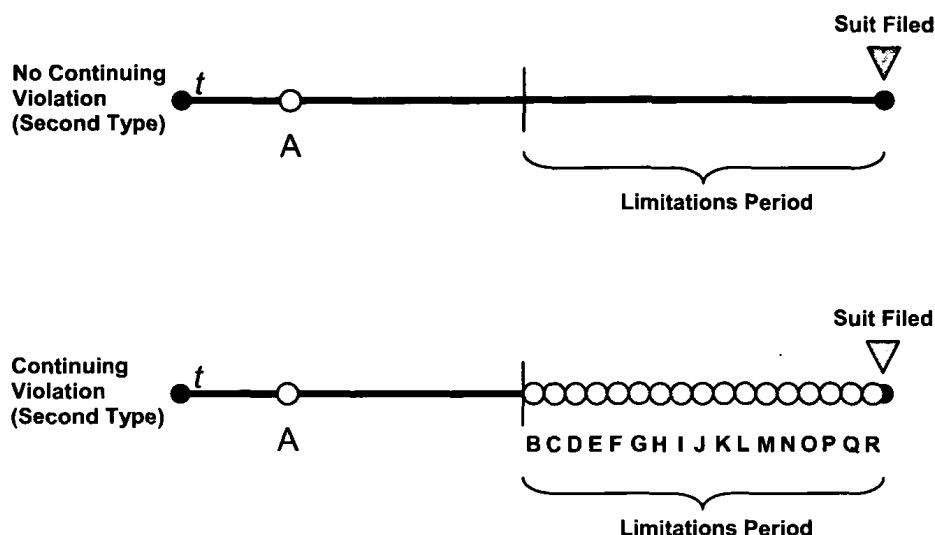 Suit Filed
No Continuing
Violation
(Second Type)
t
A
Limitations Period
Suit Filed
Continuing
Violation
(Second Type)
t
A
B C D E F G H I J K L M N O P Q R
Limitations Period